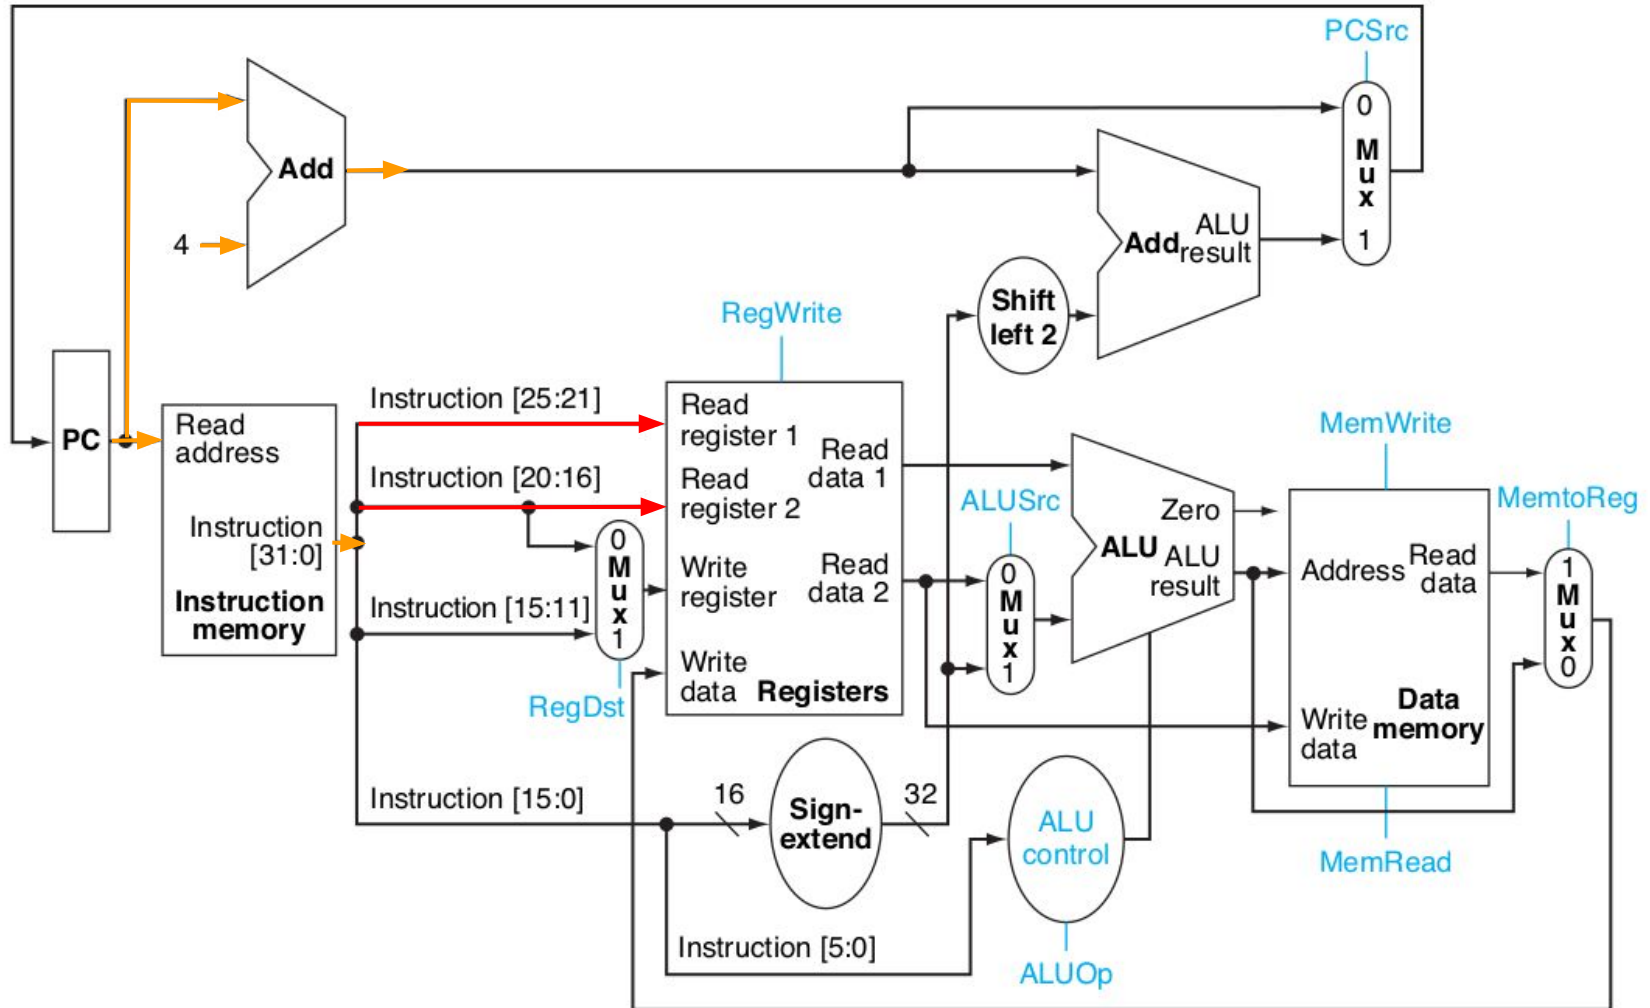 PCSrc
0
M
u
x
1
Add
4
Add
ALU
result
Shift
left 2
RegWrite
PC
Read
address
Instruction
[31:0]
Instruction
memory
Instruction [25:21]
Instruction [20:16]
Instruction [15:11]
Instruction [15:0]
Instruction [5:0]
0
M
u
x
1
RegDst
Read
register 1
Read
register 2
Write
register
Write
data
Read
data 1
Read
data 2
Registers
16
Sign-
extend
32
ALUSrc
0
M
u
x
1
Zero
ALU
ALU
result
ALU
control
ALUOp
MemWrite
Address
Read
data
Write
data
Data
memory
MemRead
MemtoReg
1
M
u
x
0